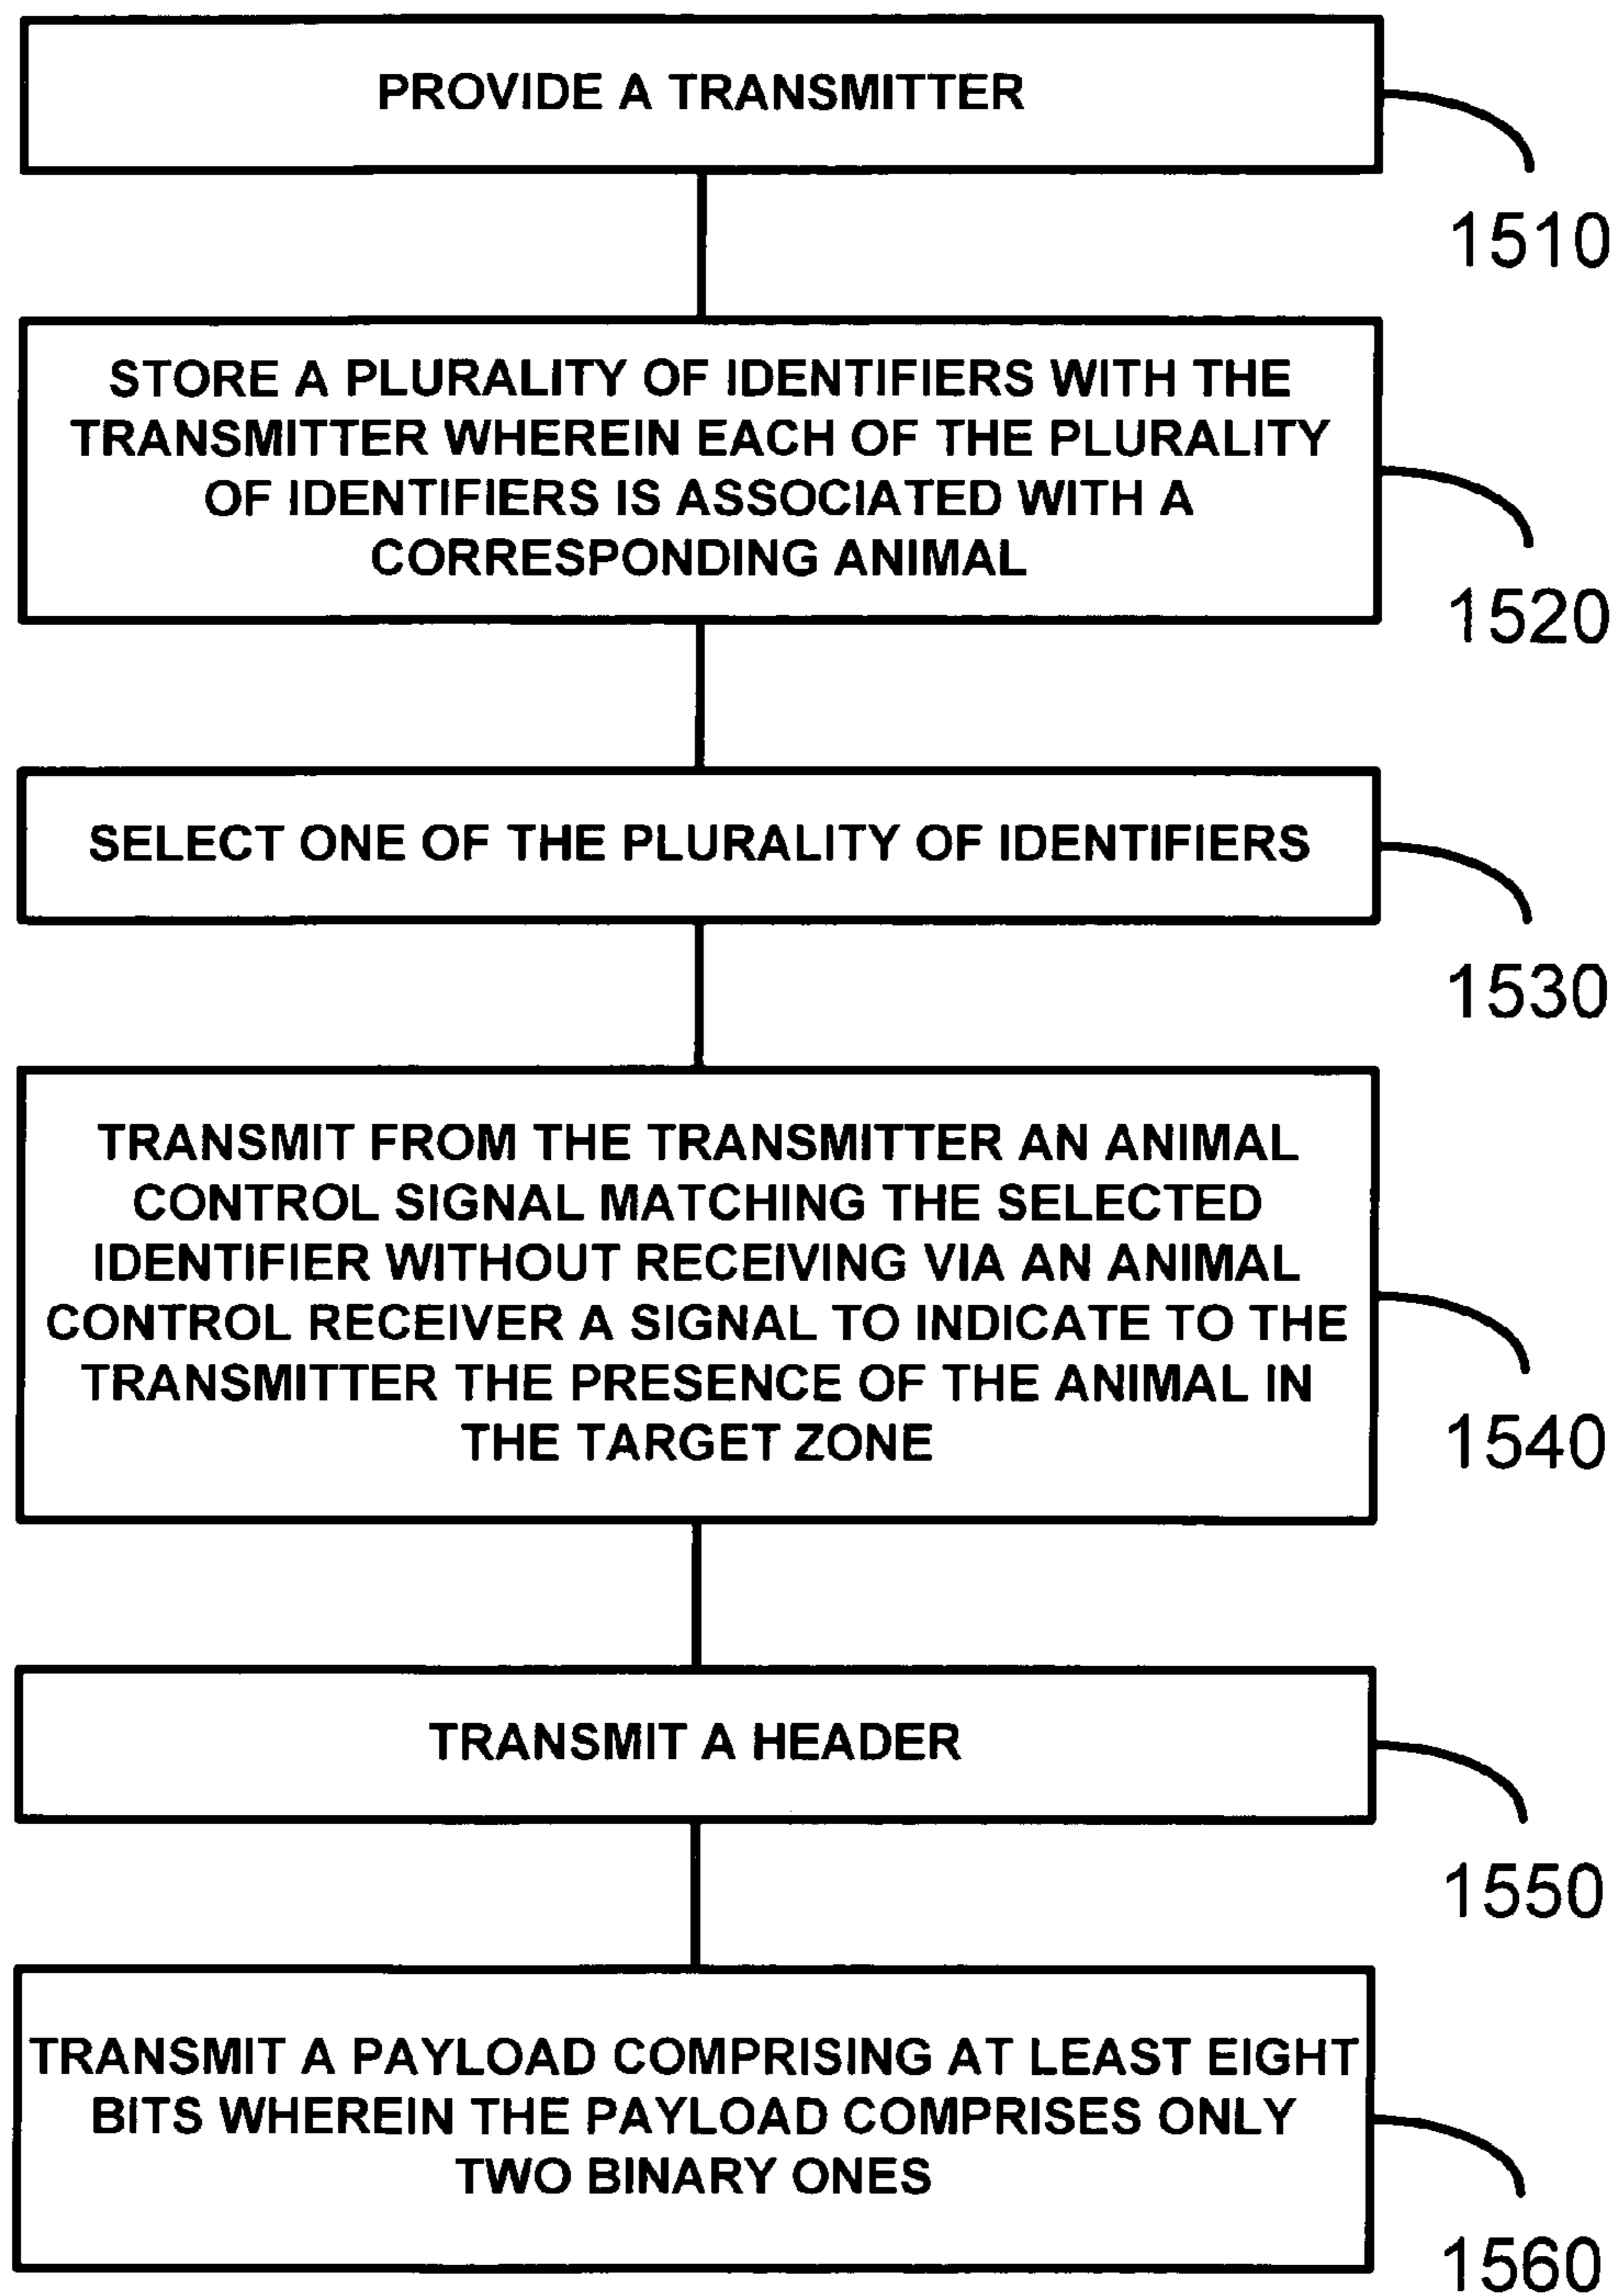 PROVIDE A TRANSMITTER
1510
STORE A PLURALITY OF IDENTIFIERS WITH THE
TRANSMITTER WHEREIN EACH OF THE PLURALITY
OF IDENTIFIERS IS ASSOCIATED WITH A
CORRESPONDING ANIMAL
1520
SELECT ONE OF THE PLURALITY OF IDENTIFIERS
1530
TRANSMIT FROM THE TRANSMITTER AN ANIMAL
CONTROL SIGNAL MATCHING THE SELECTED
IDENTIFIER WITHOUT RECEIVING VIA AN ANIMAL
CONTROL RECEIVER A SIGNAL TO INDICATE TO THE
TRANSMITTER THE PRESENCE OF THE ANIMAL IN
THE TARGET ZONE
1540
TRANSMIT A HEADER
1550
TRANSMIT A PAYLOAD COMPRISING AT LEAST EIGHT
BITS WHEREIN THE PAYLOAD COMPRISES ONLY
TWO BINARY ONES
1560